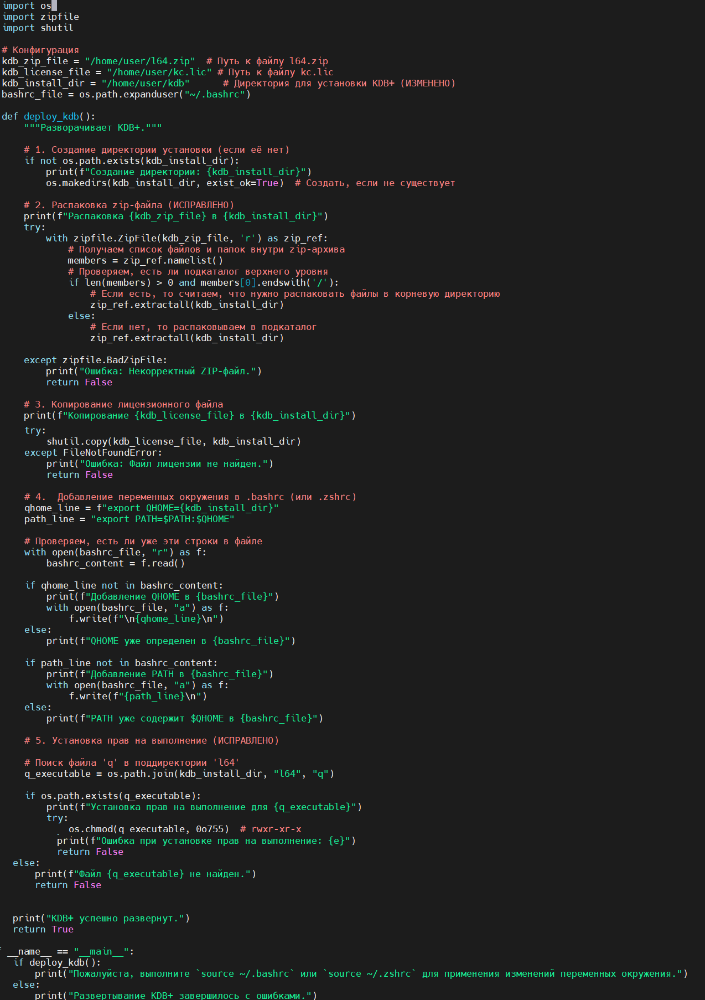 import os
import zipfile
import shutil

# Конфигурация
kdb_zip_file = "/home/user/l64.zip"  # Путь к файлу l64.zip
kdb_license_file = "/home/user/kc.lic" # Путь к файлу kc.lic
kdb_install_dir = "/home/user/kdb"      # Директория для установки KDB+ (ИЗМЕНЕНО)
bashrc_file = os.path.expanduser("~/.bashrc")

def deploy_kdb():
    """Разворачивает KDB+."""

    # 1. Создание директории установки (если её нет)
    if not os.path.exists(kdb_install_dir):
        print(f"Создание директории: {kdb_install_dir}")
        os.makedirs(kdb_install_dir, exist_ok=True)  # Создать, если не существует

    # 2. Распаковка zip-файла (ИСПРАВЛЕНО)
    print(f"Распаковка {kdb_zip_file} в {kdb_install_dir}")
    try:
        with zipfile.ZipFile(kdb_zip_file, 'r') as zip_ref:
            # Получаем список файлов и папок внутри zip-архива
            members = zip_ref.namelist()
            # Проверяем, есть ли подкаталог верхнего уровня
            if len(members) > 0 and members[0].endswith('/'):
                # Если есть, то считаем, что нужно распаковать файлы в корневую директорию
                zip_ref.extractall(kdb_install_dir)
            else:
                # Если нет, то распаковываем в подкаталог
                zip_ref.extractall(kdb_install_dir)

    except zipfile.BadZipFile:
        print("Ошибка: Некорректный ZIP-файл.")
        return False

    # 3. Копирование лицензионного файла
    print(f"Копирование {kdb_license_file} в {kdb_install_dir}")
    try:
        shutil.copy(kdb_license_file, kdb_install_dir)
    except FileNotFoundError:
        print("Ошибка: Файл лицензии не найден.")
        return False

    # 4.  Добавление переменных окружения в .bashrc (или .zshrc)
    qhome_line = f"export QHOME={kdb_install_dir}"
    path_line = "export PATH=$PATH:$QHOME"

    # Проверяем, есть ли уже эти строки в файле
    with open(bashrc_file, "r") as f:
        bashrc_content = f.read()

    if qhome_line not in bashrc_content:
        print(f"Добавление QHOME в {bashrc_file}")
        with open(bashrc_file, "a") as f:
            f.write(f"\n{qhome_line}\n")
    else:
        print(f"QHOME уже определен в {bashrc_file}")

    if path_line not in bashrc_content:
        print(f"Добавление PATH в {bashrc_file}")
        with open(bashrc_file, "a") as f:
            f.write(f"{path_line}\n")
    else:
        print(f"PATH уже содержит $QHOME в {bashrc_file}")

    # 5. Установка прав на выполнение (ИСПРАВЛЕНО)

    # Поиск файла 'q' в поддиректории 'l64'
    q_executable = os.path.join(kdb_install_dir, "l64", "q")

    if os.path.exists(q_executable):
        print(f"Установка прав на выполнение для {q_executable}")
        try:
            os.chmod(q executable, 0o755)  # rwxr-xr-x
          print(f"Ошибка при установке прав на выполнение: {e}")
          return False
  else:
      print(f"Файл {q_executable} не найден.")
      return False


  print("KDB+ успешно развернут.")
  return True

 __name__ == "__main__":
  if deploy_kdb():
      print("Пожалуйста, выполните `source ~/.bashrc` или `source ~/.zshrc` для применения изменений переменных окружения.")
  else:
      print("Развертывание KDB+ завершилось с ошибками.")